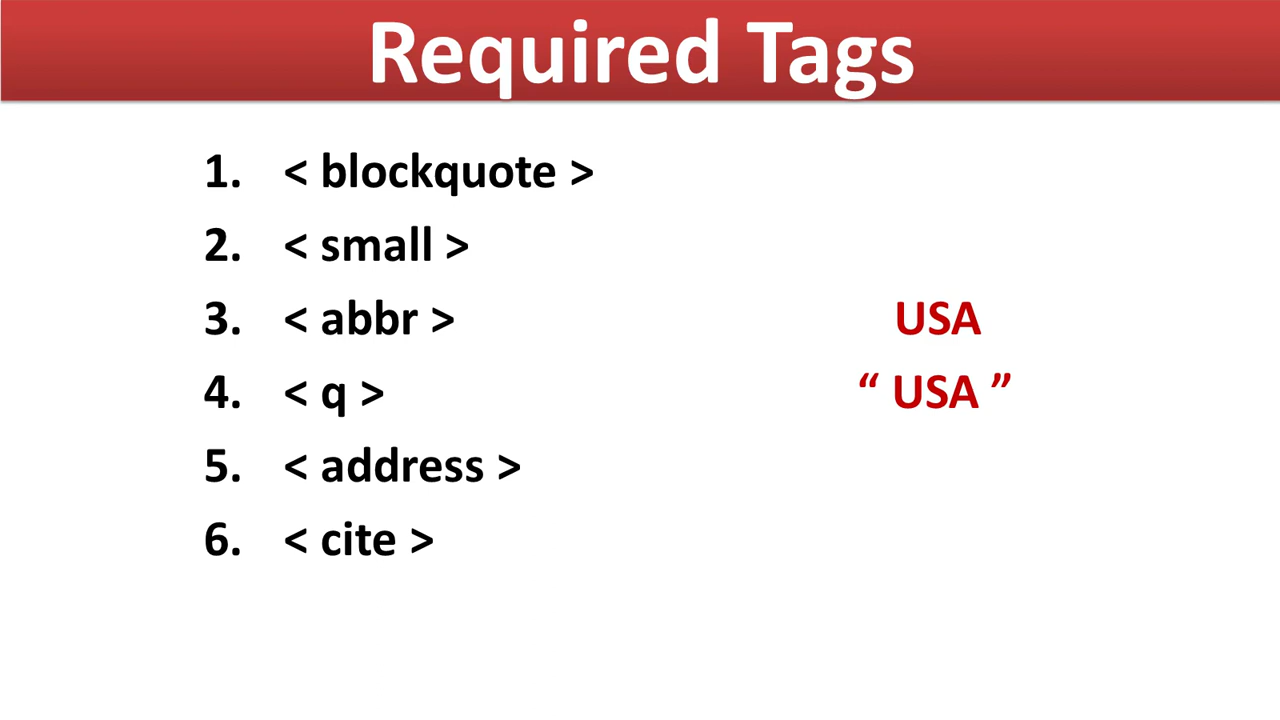 Required Tags
1. < blockquote >
2. < small >
3. < abbr > USA
4. < q > “ USA ”
5. < address >
6. < cite >